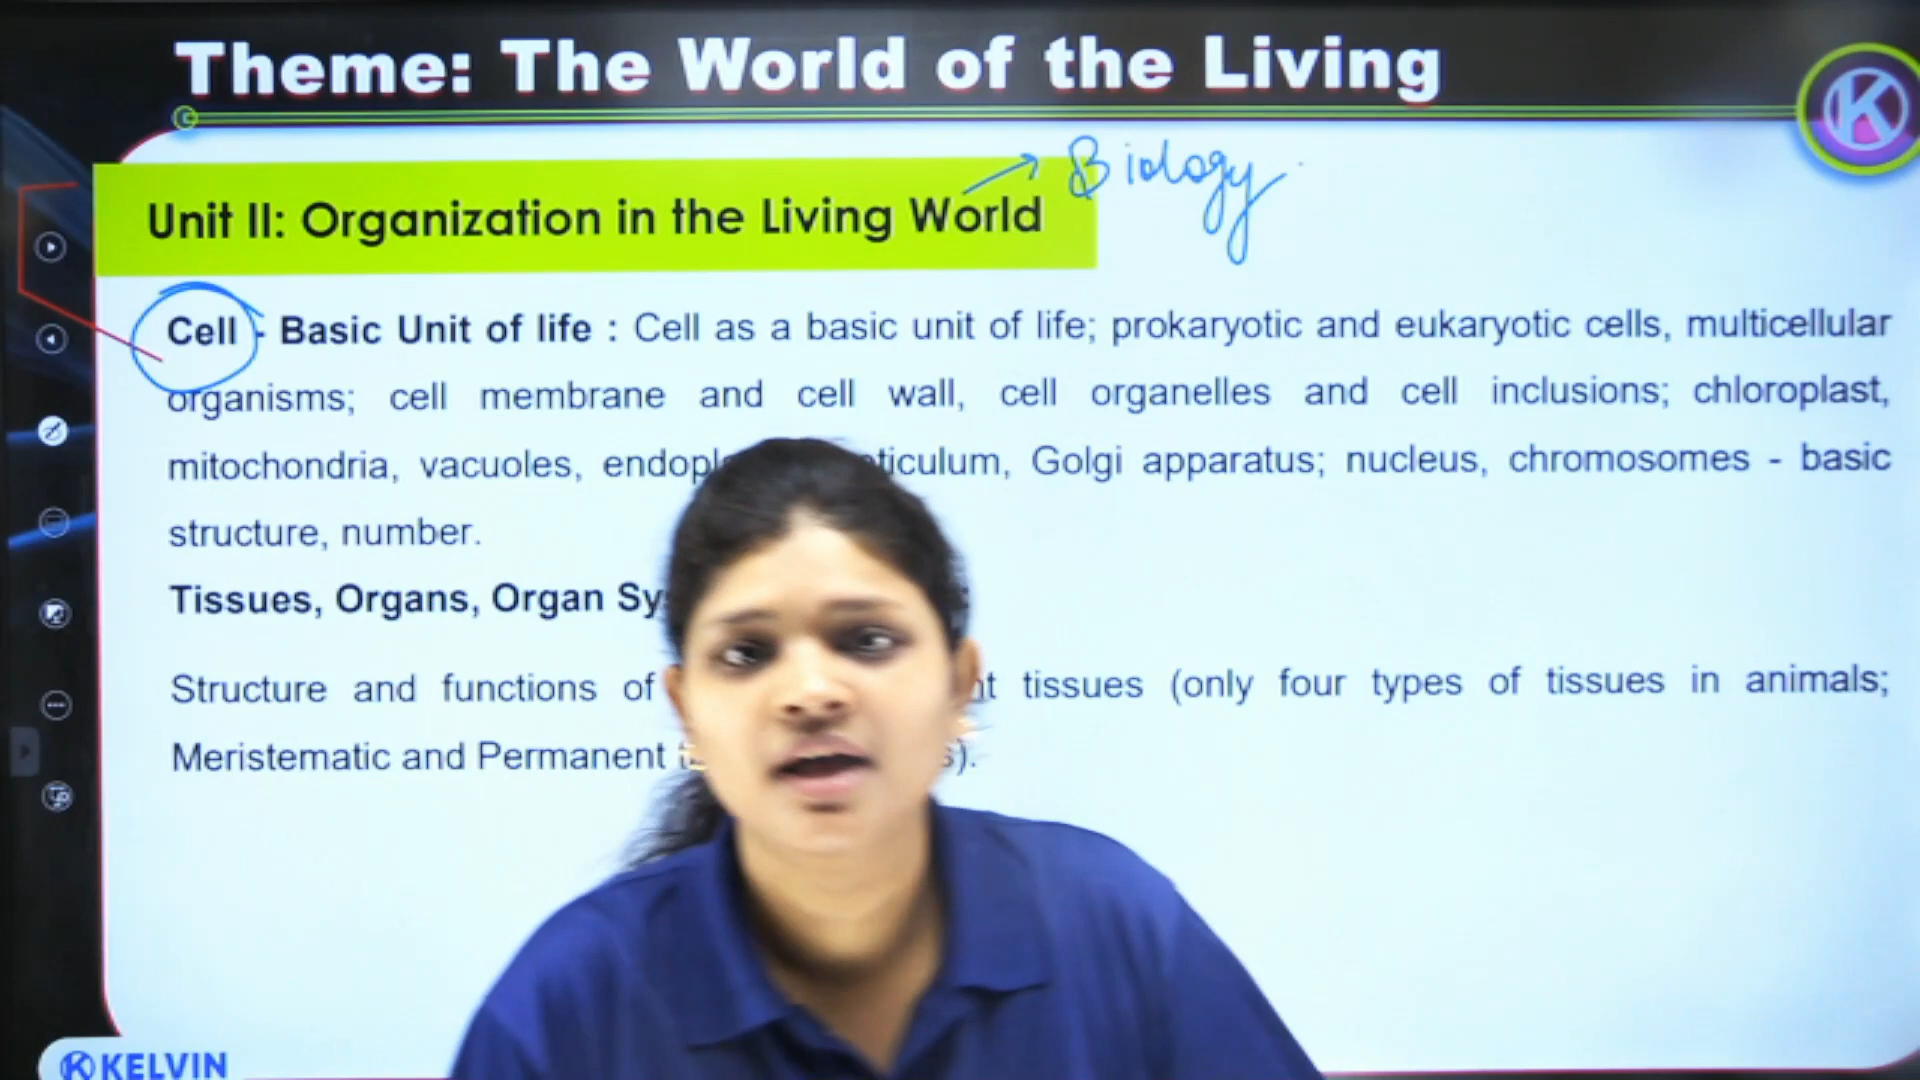 Theme: The World of the Living
Biology
Unit II: Organization in the Living World
Cell - Basic Unit of life : Cell as a basic unit of life; prokaryotic and eukaryotic cells, multicellular
organisms; cell membrane and cell wall, cell organelles and cell inclusions; chloroplast,
mitochondria, vacuoles, Golgi apparatus; nucleus, chromosomes - basic
structure, number.
Tissues, Organs, Organ
Structure and functions of tissues (only four types of tissues in animals;
Meristematic and Permanent
KELVIN